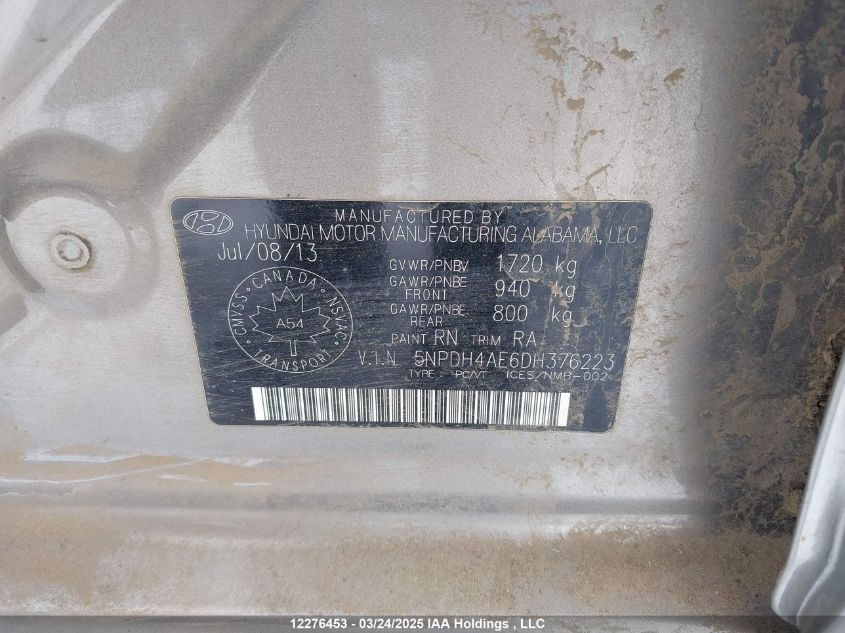 MANUFACTURED BY
HYUNDAI MOTOR MANUFACTURING ALABAMA, LLC
Jul/08/13
GVWR/PNBV 1720 kg
GAWR/PNBE FRONT 940 kg
GAWR/PNBE REAR 800 kg
PAINT RN TRIM RA
V.I.N 5NPDH4AE6DH376223
TYPE: PC/VT ICES/NMB-002
CANADA
CMVSS NSVAC
A54
TRANSPORT
12276453 - 03/24/2025 IAA Holdings , LLC